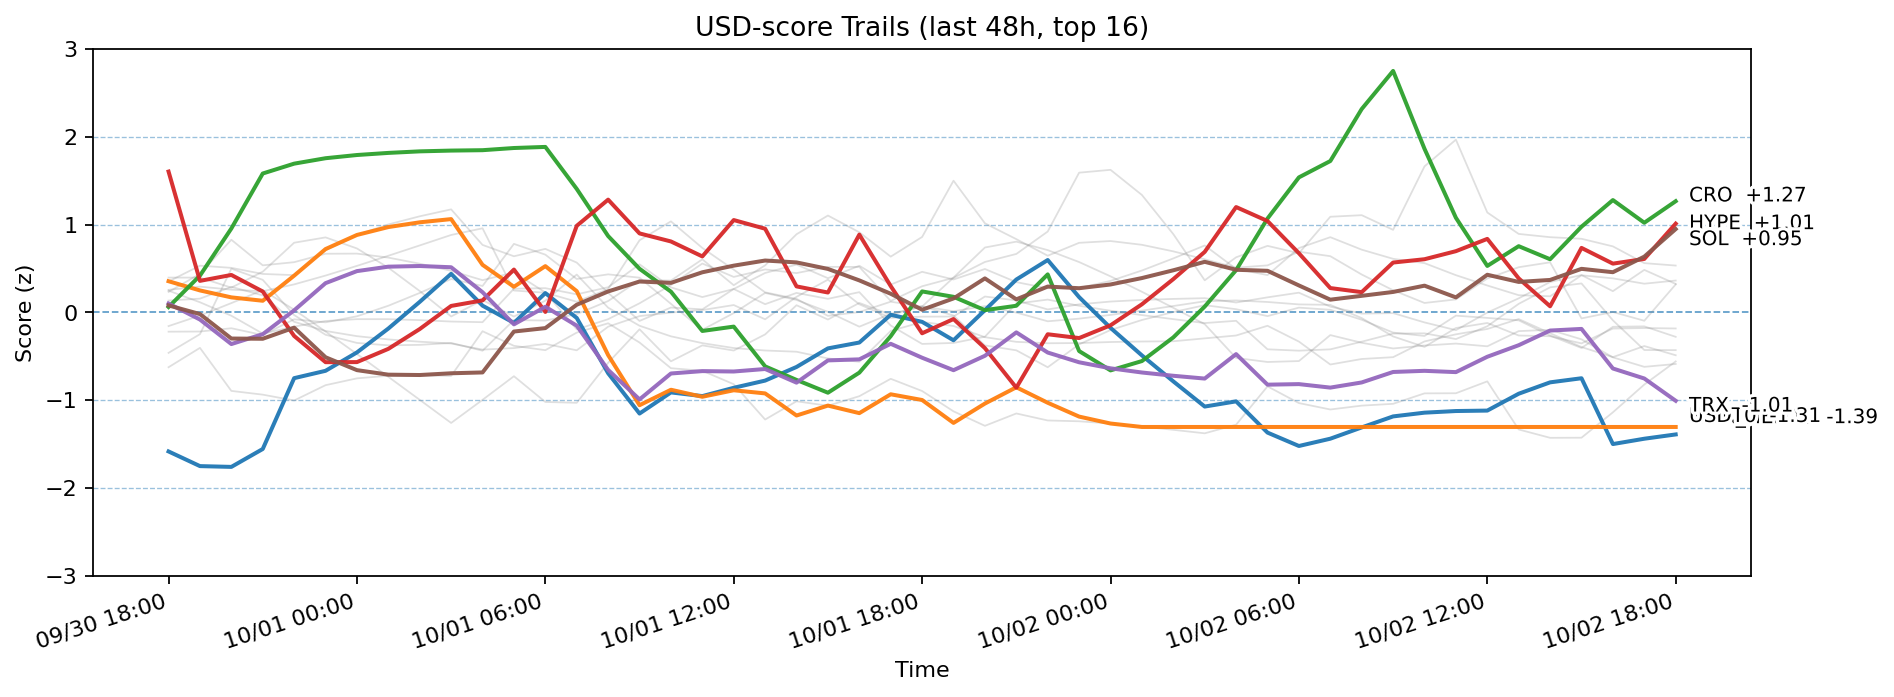 USD-score Trails (last 48h, top 16)
Score (z)
3
2
1
0
−1
−2
−3
CRO +1.27
HYPE +1.01
SOL +0.95
TRX -1.01
-1.39
09/30 18:00
10/01 00:00
10/01 06:00
10/01 12:00
10/01 18:00
10/02 00:00
10/02 06:00
10/02 12:00
10/02 18:00
Time